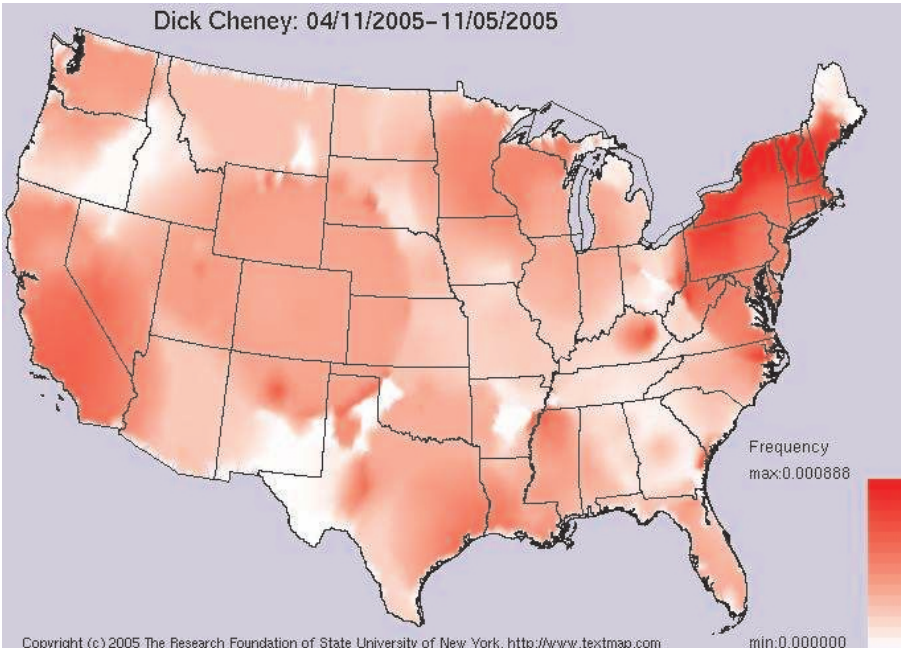 Dick Cheney: 04/11/2005-11/05/2005
Frequency
max:0.000888
min:0.000000
Copyright (c) 2005 The Research Foundation of State University of New York. http://www.textmap.com